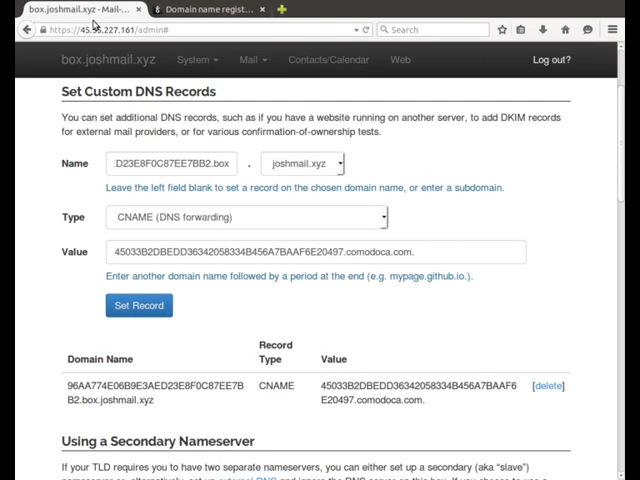 box.joshmail.xyz - Mail-...
Domain name regist...
https://45.55.227.161/admin#
Search
box.joshmail.xyz
System
Mail
Contacts/Calendar
Web
Log out?
Set Custom DNS Records
You can set additional DNS records, such as if you have a website running on another server, to add DKIM records
for external mail providers, or for various confirmation-of-ownership tests.
Name
D23E8F0C87EE7BB2.box
.
joshmail.xyz
Leave the left field blank to set a record on the chosen domain name, or enter a subdomain.
Type
CNAME (DNS forwarding)
Value
45033B2DBEDD36342058334B456A7BAAF6E20497.comodoca.com.
Enter another domain name followed by a period at the end (e.g. mypage.github.io.).
Set Record
Domain Name
Record
Type
Value
96AA774E06B9E3AED23E8F0C87EE7B
B2.box.joshmail.xyz
CNAME
45033B2DBEDD36342058334B456A7BAAF6
E20497.comodoca.com.
[delete]
Using a Secondary Nameserver
If your TLD requires you to have two separate nameservers, you can either set up a secondary (aka “slave”)